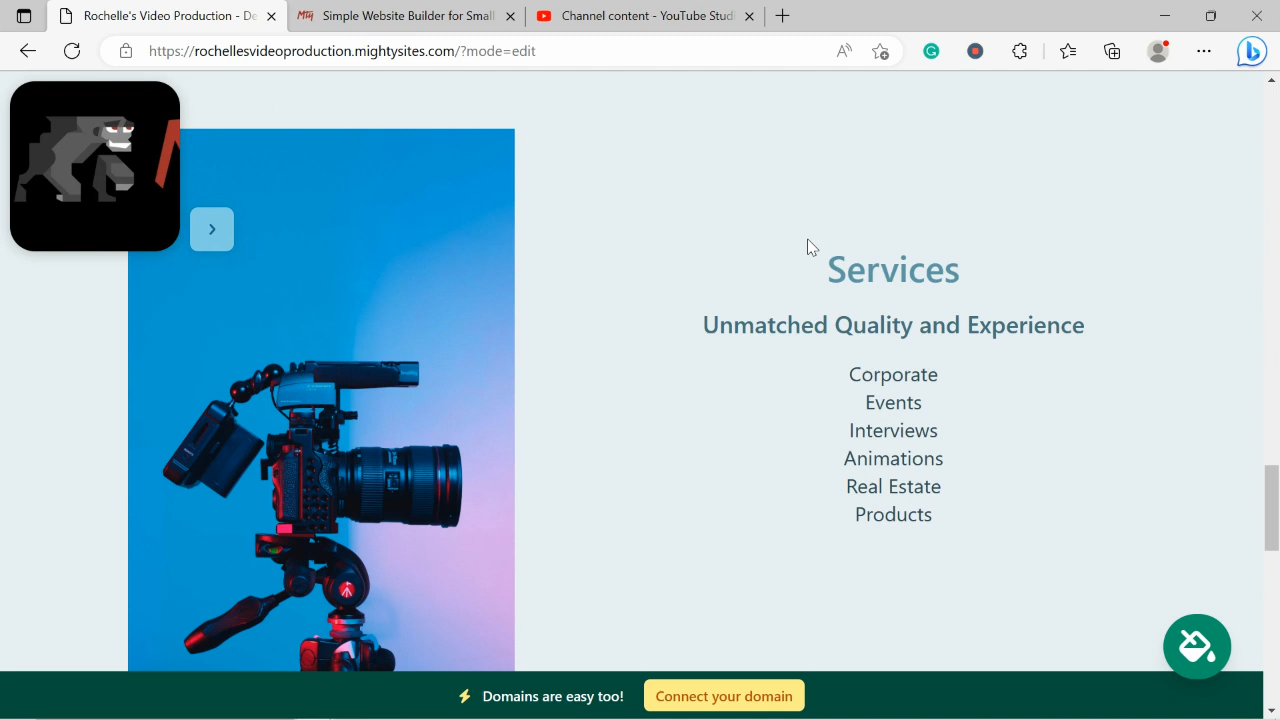 Rochelle's Video Production - De
Simple Website Builder for Small
Channel content - YouTube Studi
https://rochellesvideoproduction.mightysites.com/?mode=edit
Services
Unmatched Quality and Experience
Corporate
Events
Interviews
Animations
Real Estate
Products
Domains are easy too!
Connect your domain